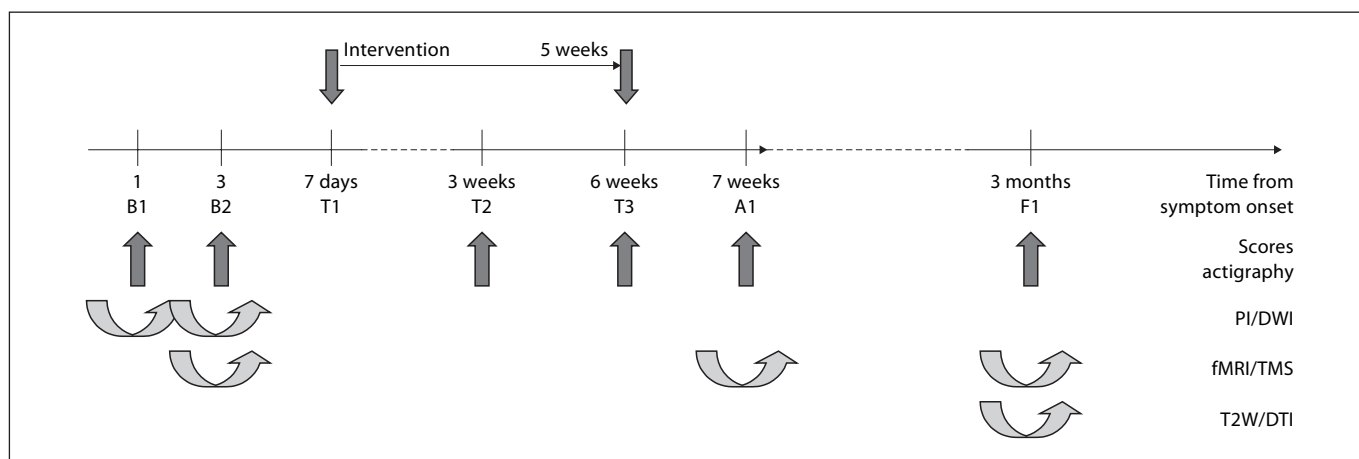 Intervention 5 weeks
1 3 7 days 3 weeks 6 weeks 7 weeks 3 months Time from
B1 B2 T1 T2 T3 A1 F1 symptom onset
Scores
actigraphy
PI/DWI
fMRI/TMS
T2W/DTI